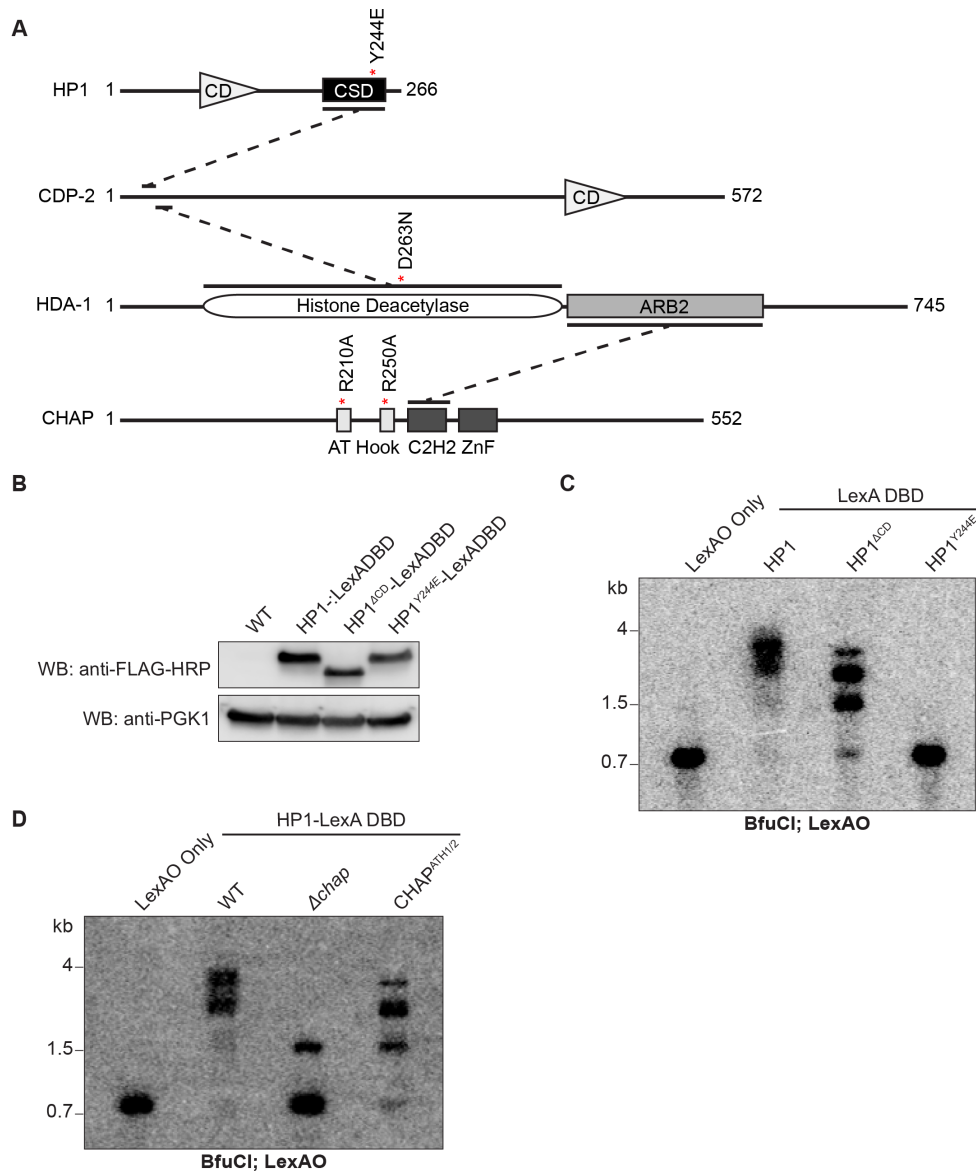 A
Y244E
HP1 1 CD CSD 266
CDP-2 1 CD 572
D263N
HDA-1 1 Histone Deacetylase ARB2 745
R210A R250A
CHAP 1 552
AT Hook C2H2 ZnF
B
WT HP1-:LexADBD HP1ΔCD-LexADBD HP1Y244E-LexADBD
WB: anti-FLAG-HRP
WB: anti-PGK1
C
LexA DBD
LexAO Only HP1 HP1ΔCD HP1Y244E
kb
4
1.5
0.7
BfuCI; LexAO
D
HP1-LexA DBD
LexAO Only WT Δchap CHAPATH1/2
kb
4
1.5
0.7
BfuCI; LexAO